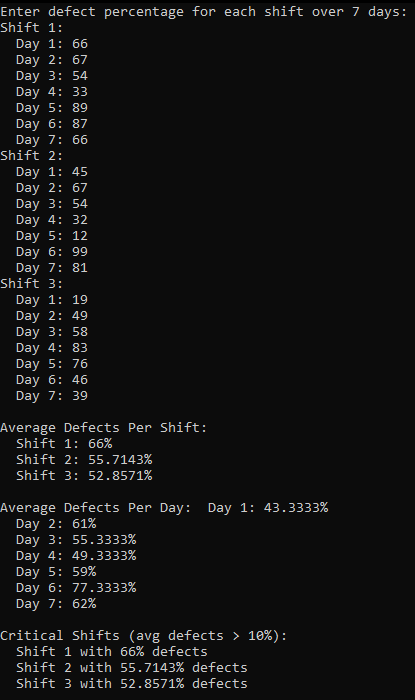 Enter defect percentage for each shift over 7 days:
Shift 1:
  Day 1: 66
  Day 2: 67
  Day 3: 54
  Day 4: 33
  Day 5: 89
  Day 6: 87
  Day 7: 66
Shift 2:
  Day 1: 45
  Day 2: 67
  Day 3: 54
  Day 4: 32
  Day 5: 12
  Day 6: 99
  Day 7: 81
Shift 3:
  Day 1: 19
  Day 2: 49
  Day 3: 58
  Day 4: 83
  Day 5: 76
  Day 6: 46
  Day 7: 39

Average Defects Per Shift:
  Shift 1: 66%
  Shift 2: 55.7143%
  Shift 3: 52.8571%

Average Defects Per Day:  Day 1: 43.3333%
  Day 2: 61%
  Day 3: 55.3333%
  Day 4: 49.3333%
  Day 5: 59%
  Day 6: 77.3333%
  Day 7: 62%

Critical Shifts (avg defects > 10%):
  Shift 1 with 66% defects
  Shift 2 with 55.7143% defects
  Shift 3 with 52.8571% defects